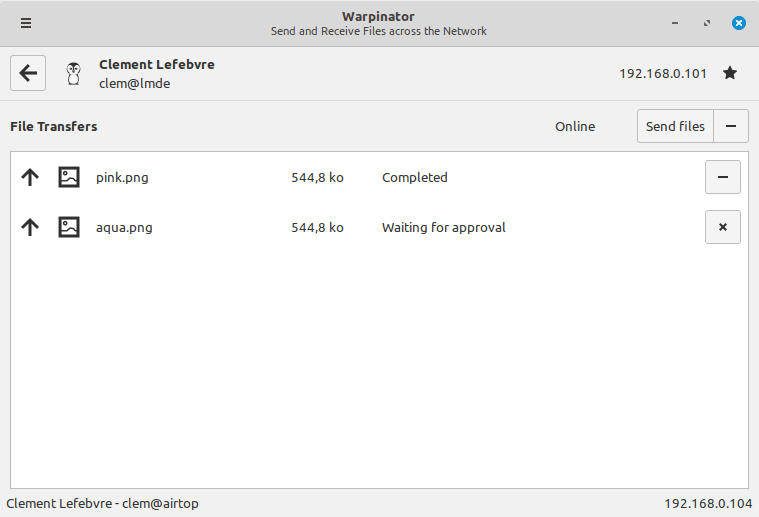 Warpinator
Send and Receive Files across the Network
Clement Lefebvre
clem@lmde
192.168.0.101
File Transfers
Online
Send files
pink.png 544,8 ko Completed
aqua.png 544,8 ko Waiting for approval
Clement Lefebvre - clem@airtop
192.168.0.104